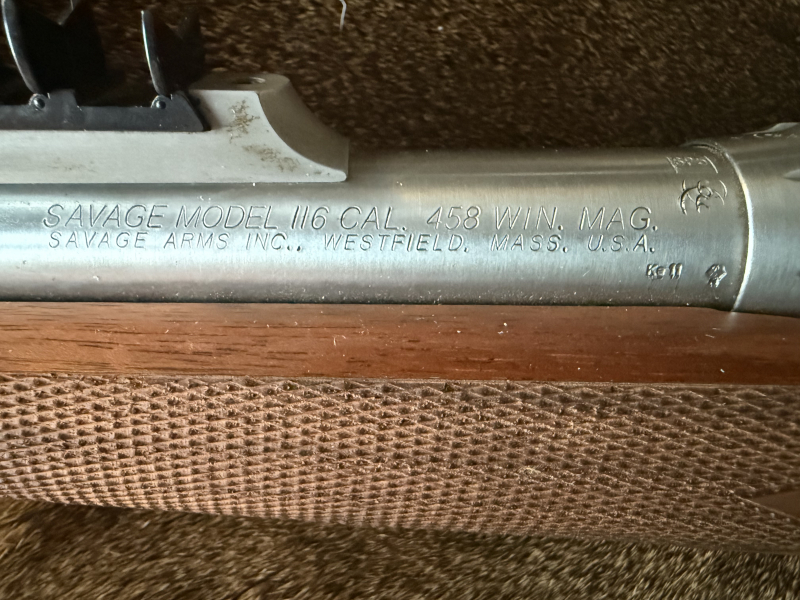 SAVAGE MODEL 116 CAL. 458 WIN. MAG.
SAVAGE ARMS INC., WESTFIELD, MASS. U.S.A.